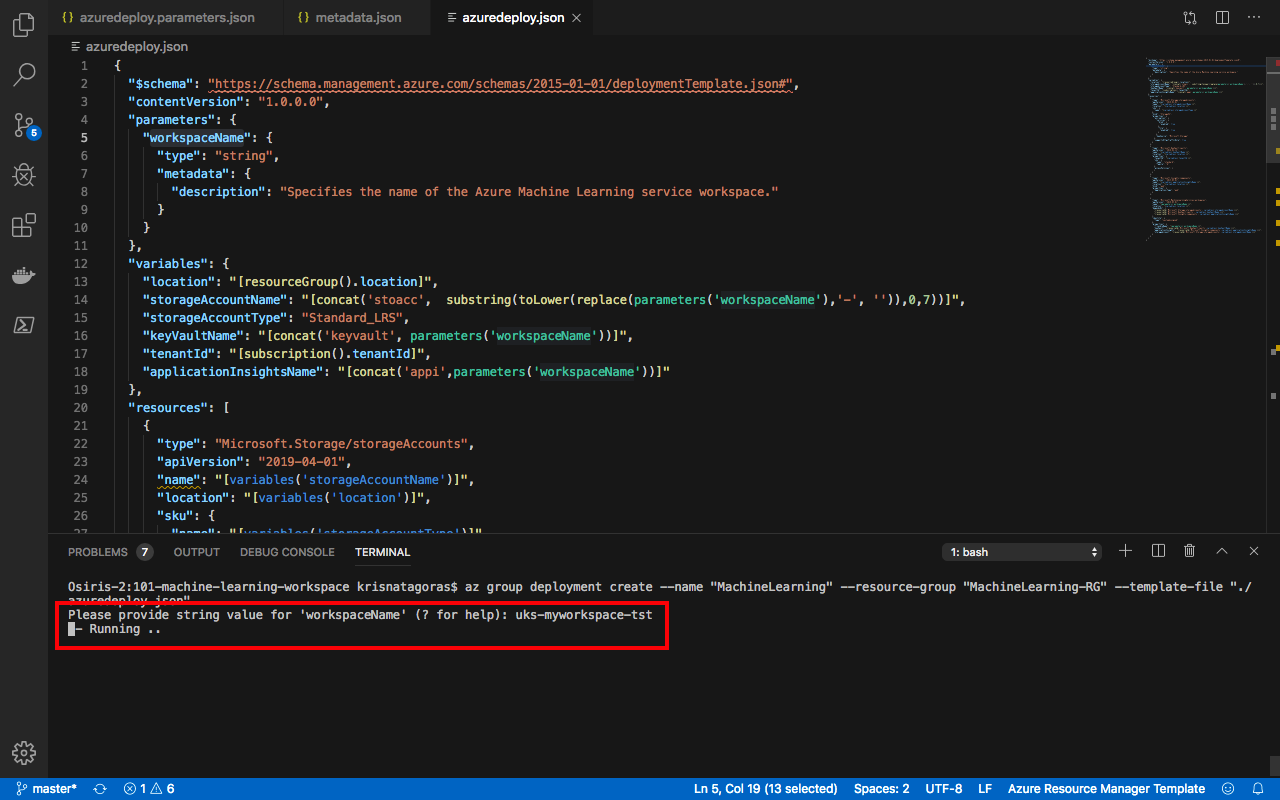 azuredeploy.parameters.json
metadata.json
azuredeploy.json
azuredeploy.json
1 {
2 "$schema": "https://schema.management.azure.com/schemas/2015-01-01/deploymentTemplate.json#",
3 "contentVersion": "1.0.0.0",
4 "parameters": {
5 "workspaceName": {
6 "type": "string",
7 "metadata": {
8 "description": "Specifies the name of the Azure Machine Learning service workspace."
9 }
10 }
11 },
12 "variables": {
13 "location": "[resourceGroup().location]",
14 "storageAccountName": "[concat('stoacc',  substring(toLower(replace(parameters('workspaceName'),'-', '')),0,7))]",
15 "storageAccountType": "Standard_LRS",
16 "keyVaultName": "[concat('keyvault', parameters('workspaceName'))]",
17 "tenantId": "[subscription().tenantId]",
18 "applicationInsightsName": "[concat('appi',parameters('workspaceName'))]"
19 },
20 "resources": [
21 {
22 "type": "Microsoft.Storage/storageAccounts",
23 "apiVersion": "2019-04-01",
24 "name": "[variables('storageAccountName')]",
25 "location": "[variables('location')]",
26 "sku": {
27 "name": "[variables('storageAccountType')]"
5
PROBLEMS 7 OUTPUT DEBUG CONSOLE TERMINAL 1: bash
Osiris-2:101-machine-learning-workspace krisnatagoras$ az group deployment create --name "MachineLearning" --resource-group "MachineLearning-RG" --template-file "./
azuredeploy.json"
Please provide string value for 'workspaceName' (? for help): uks-myworkspace-tst
- Running ..
master* 1 6 Ln 5, Col 19 (13 selected) Spaces: 2 UTF-8 LF Azure Resource Manager Template